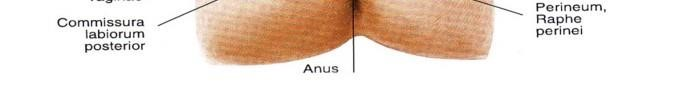 Commissura
labiorum
posterior
Perineum,
Raphe
perinei
Anus